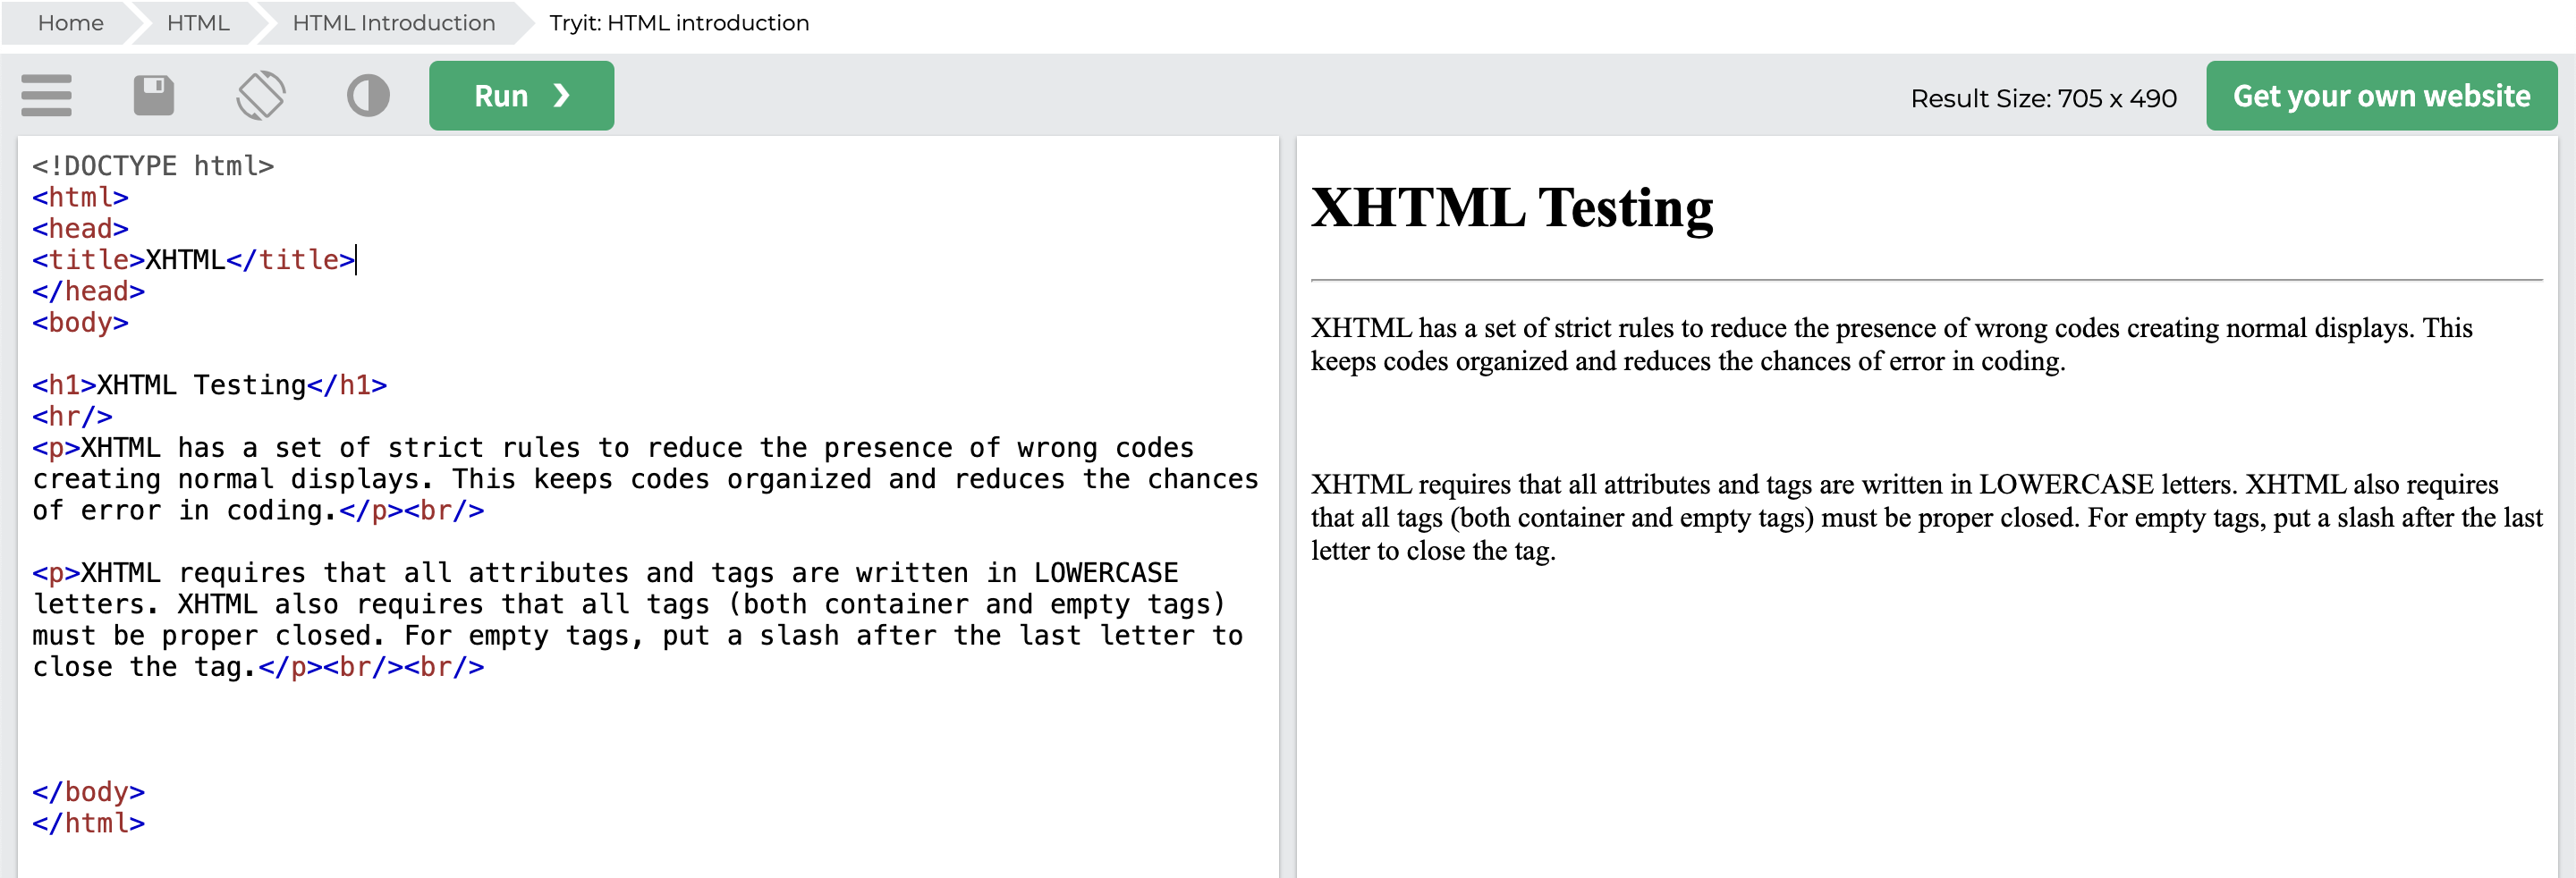 Home HTML HTML Introduction Tryit: HTML introduction
Run ❯ Result Size: 705 x 490 Get your own website
<!DOCTYPE html>
<html>
<head>
<title>XHTML</title>
</head>
<body>
<h1>XHTML Testing</h1>
<hr/>
<p>XHTML has a set of strict rules to reduce the presence of wrong codes
creating normal displays. This keeps codes organized and reduces the chances
of error in coding.</p><br/>
<p>XHTML requires that all attributes and tags are written in LOWERCASE
letters. XHTML also requires that all tags (both container and empty tags)
must be proper closed. For empty tags, put a slash after the last letter to
close the tag.</p><br/><br/>
</body>
</html>
XHTML Testing
XHTML has a set of strict rules to reduce the presence of wrong codes creating normal displays. This
keeps codes organized and reduces the chances of error in coding.
XHTML requires that all attributes and tags are written in LOWERCASE letters. XHTML also requires
that all tags (both container and empty tags) must be proper closed. For empty tags, put a slash after the last
letter to close the tag.